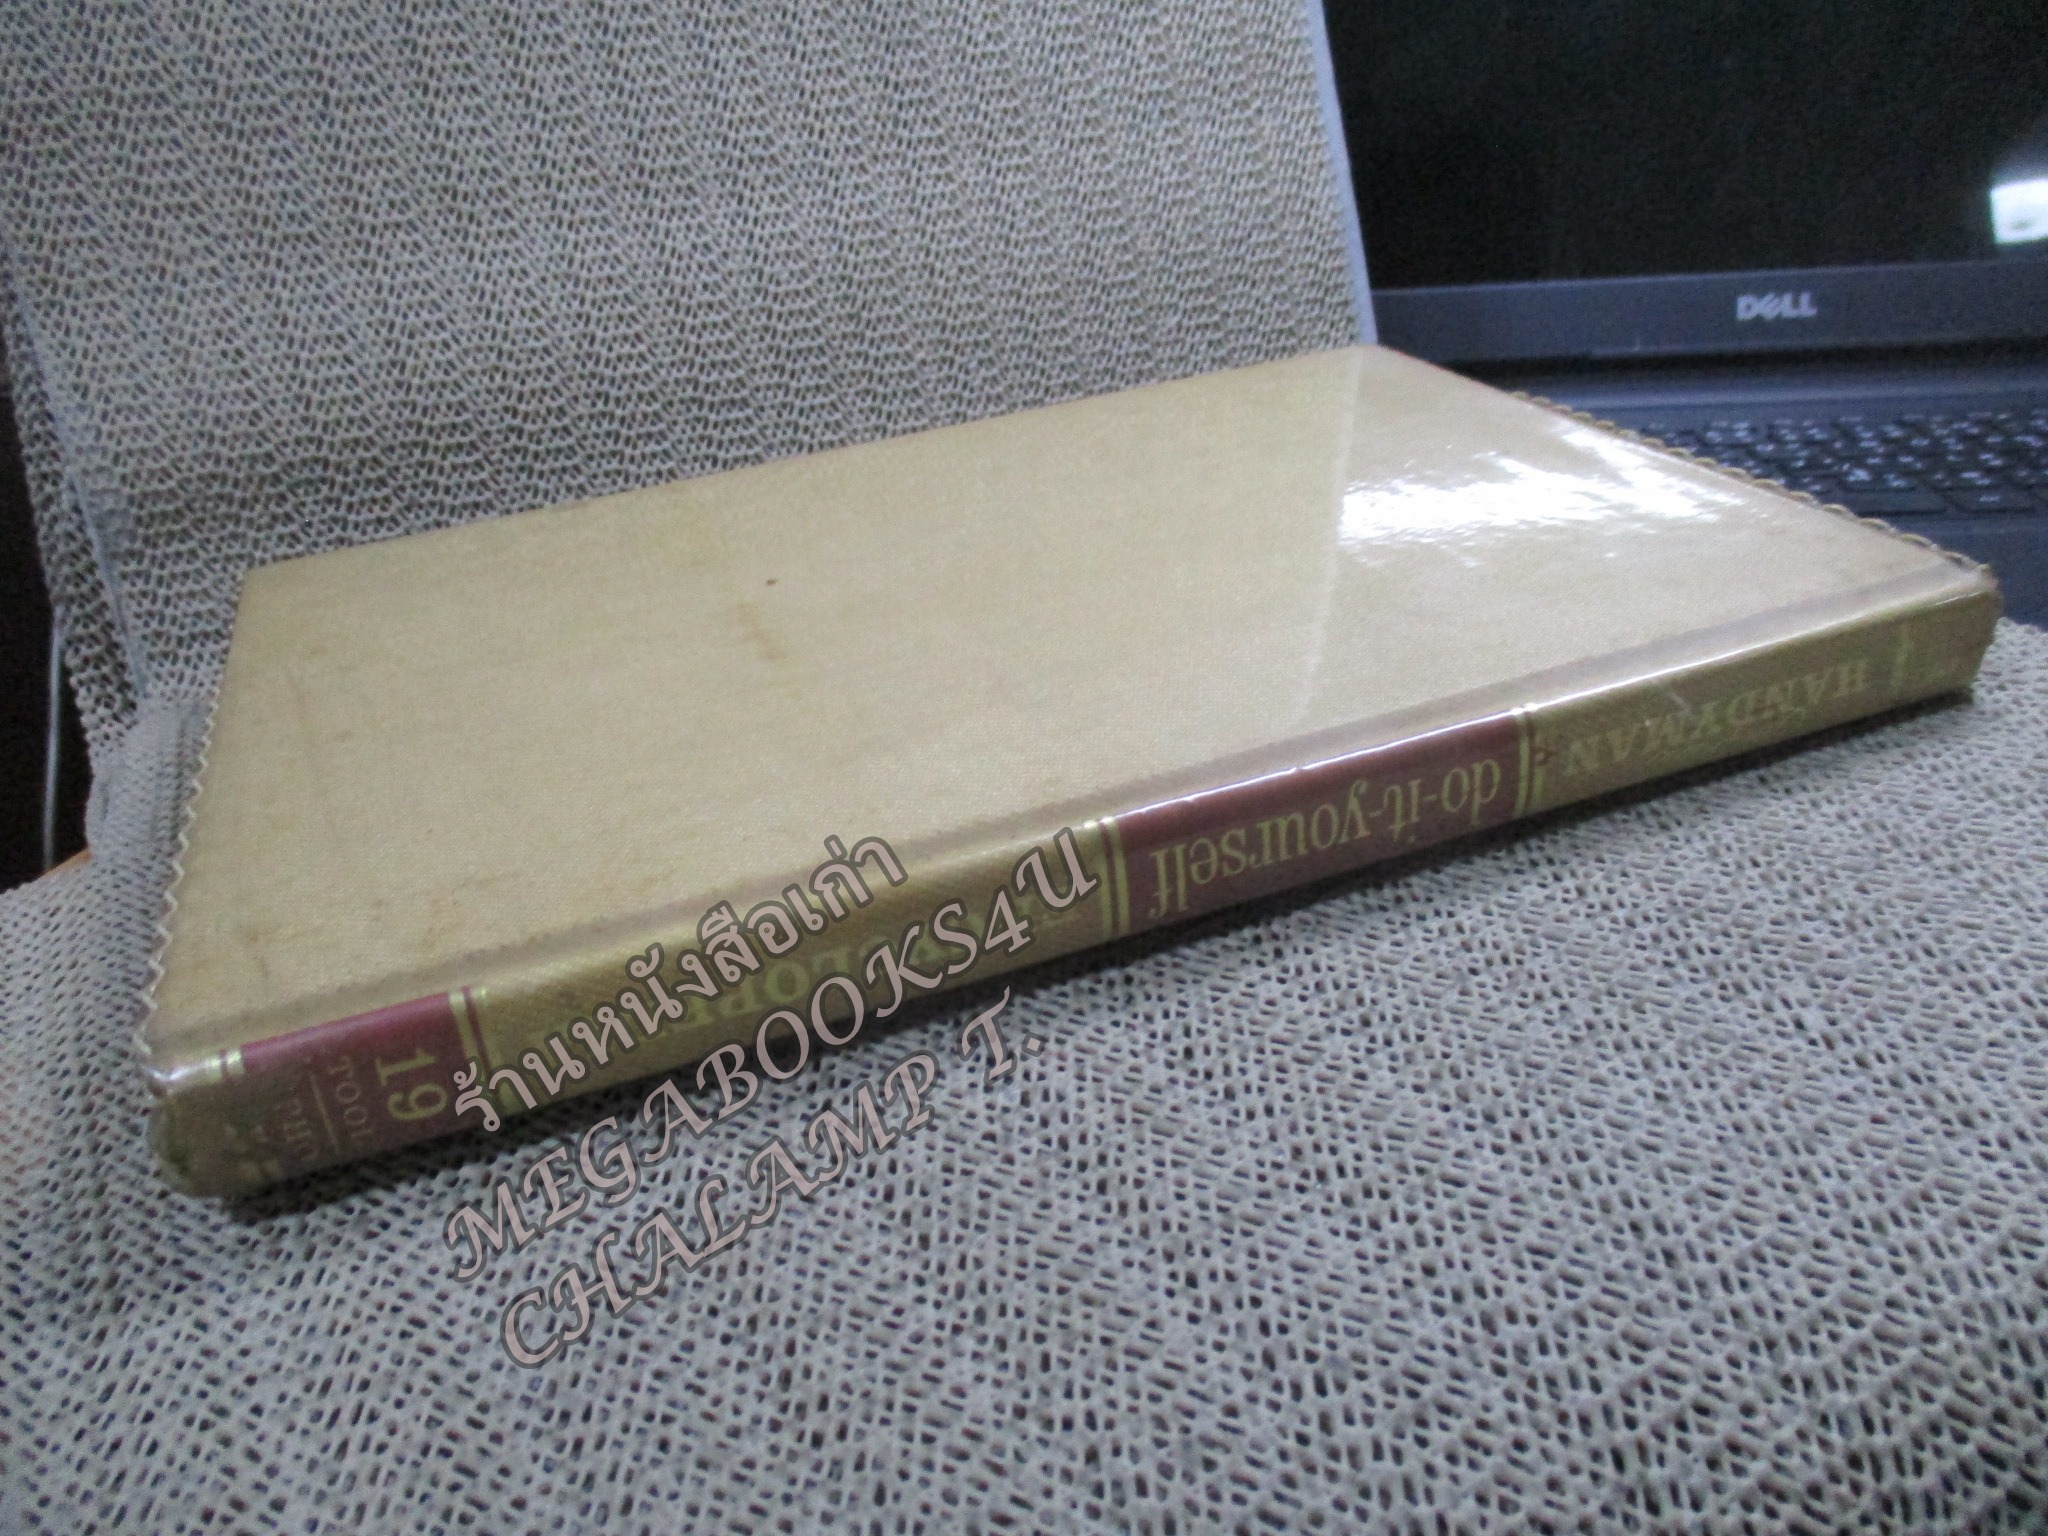 DELL
HANDYMAN
do-it-yourself
19
TOOL
ร้านหนังสือเก่า
MEGABOOKS4U
CHALAMP T.